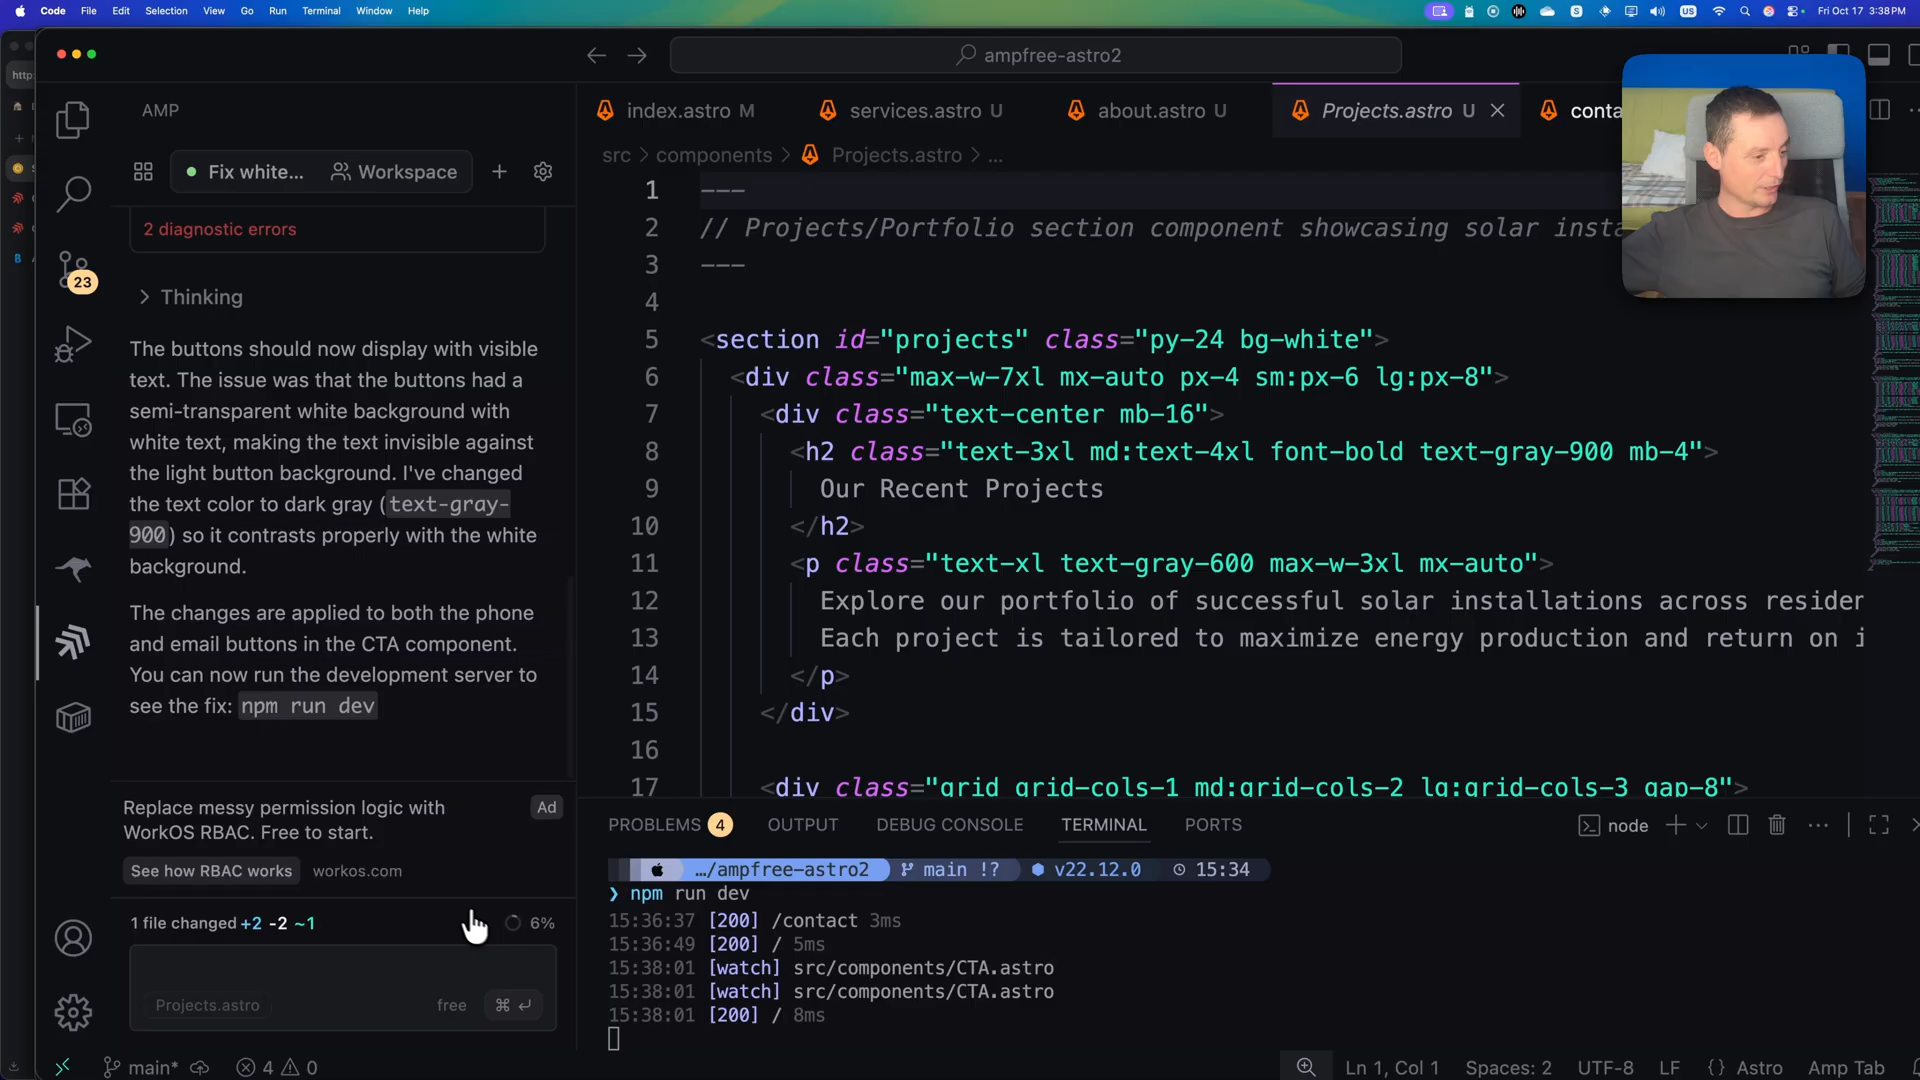 Code File Edit Selection View Go Run Terminal Window Help
US Fri Oct 17 3:38 PM
http:
ampfree-astro2
AMP
index.astro M
services.astro U
about.astro U
Projects.astro U
conta
Fix white... Workspace
src > components > Projects.astro > ...
2 diagnostic errors
23
Thinking
The buttons should now display with visible
text. The issue was that the buttons had a
semi-transparent white background with
white text, making the text invisible against
the light button background. I've changed
the text color to dark gray (text-gray-
900) so it contrasts properly with the white
background.
The changes are applied to both the phone
and email buttons in the CTA component.
You can now run the development server to
see the fix: npm run dev
Replace messy permission logic with
WorkOS RBAC. Free to start.
Ad
See how RBAC works workos.com
1 file changed +2 -2 ~1
6%
Projects.astro free ⌘ ↵
1 ---
2 // Projects/Portfolio section component showcasing solar insta
3 ---
4
5 <section id="projects" class="py-24 bg-white">
6 <div class="max-w-7xl mx-auto px-4 sm:px-6 lg:px-8">
7 <div class="text-center mb-16">
8 <h2 class="text-3xl md:text-4xl font-bold text-gray-900 mb-4">
9 Our Recent Projects
10 </h2>
11 <p class="text-xl text-gray-600 max-w-3xl mx-auto">
12 Explore our portfolio of successful solar installations across residen
13 Each project is tailored to maximize energy production and return on i
14 </p>
15 </div>
16
17 <div class="grid grid-cols-1 md:grid-cols-2 lg:grid-cols-3 gap-8">
PROBLEMS 4 OUTPUT DEBUG CONSOLE TERMINAL PORTS
node
…/ampfree-astro2 main !? v22.12.0 15:34
❯ npm run dev
15:36:37 [200] /contact 3ms
15:36:49 [200] / 5ms
15:38:01 [watch] src/components/CTA.astro
15:38:01 [watch] src/components/CTA.astro
15:38:01 [200] / 8ms
main* 4 0
Ln 1, Col 1 Spaces: 2 UTF-8 LF {} Astro Amp Tab